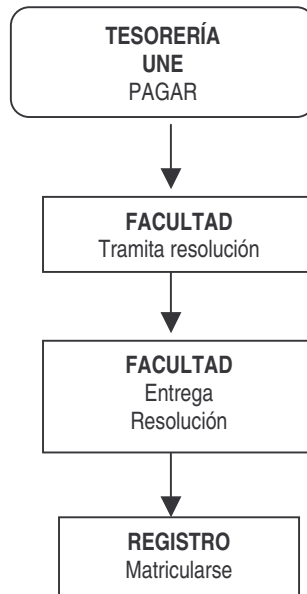 TESORERÍA
UNE
PAGAR
FACULTAD
Tramita resolución
FACULTAD
Entrega
Resolución
REGISTRO
Matricularse